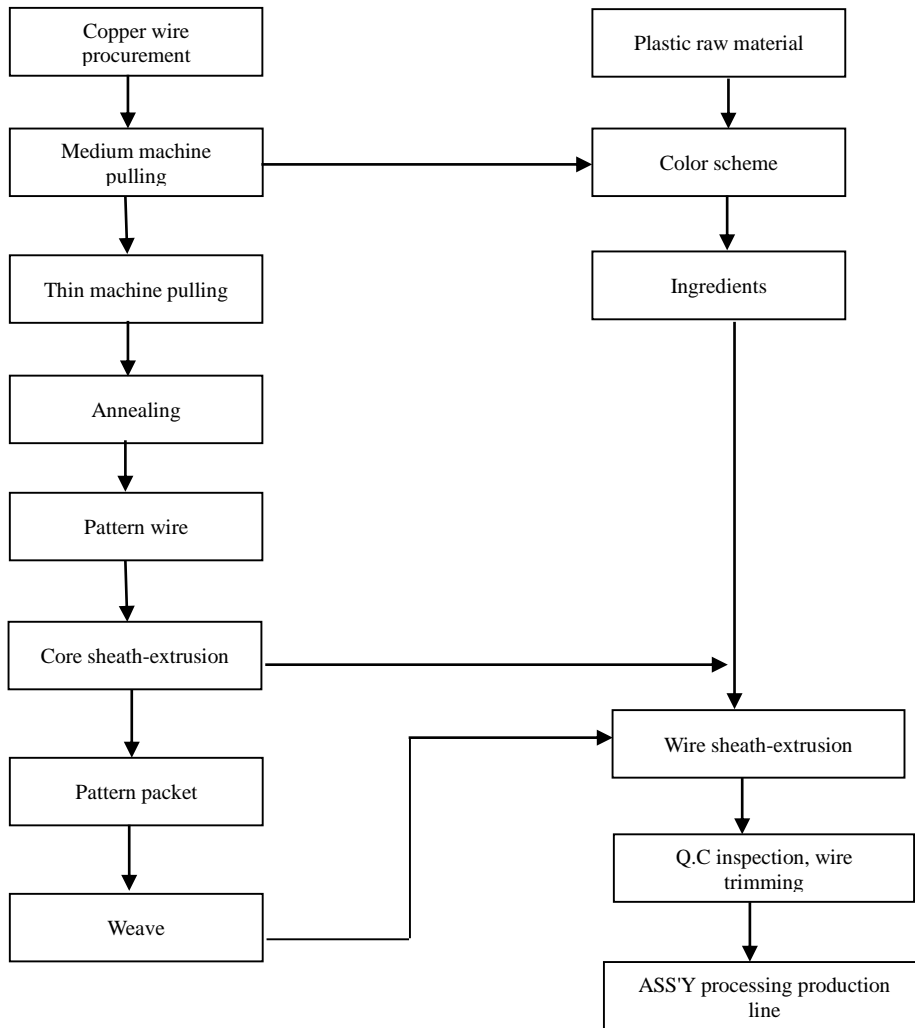 Copper wire
procurement
Medium machine
pulling
Thin machine pulling
Annealing
Pattern wire
Core sheath-extrusion
Pattern packet
Weave
Plastic raw material
Color scheme
Ingredients
Wire sheath-extrusion
Q.C inspection, wire
trimming
ASS'Y processing production
line